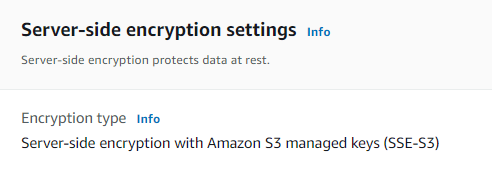 Server-side encryption settings Info
Server-side encryption protects data at rest.
Encryption type Info
Server-side encryption with Amazon S3 managed keys (SSE-S3)